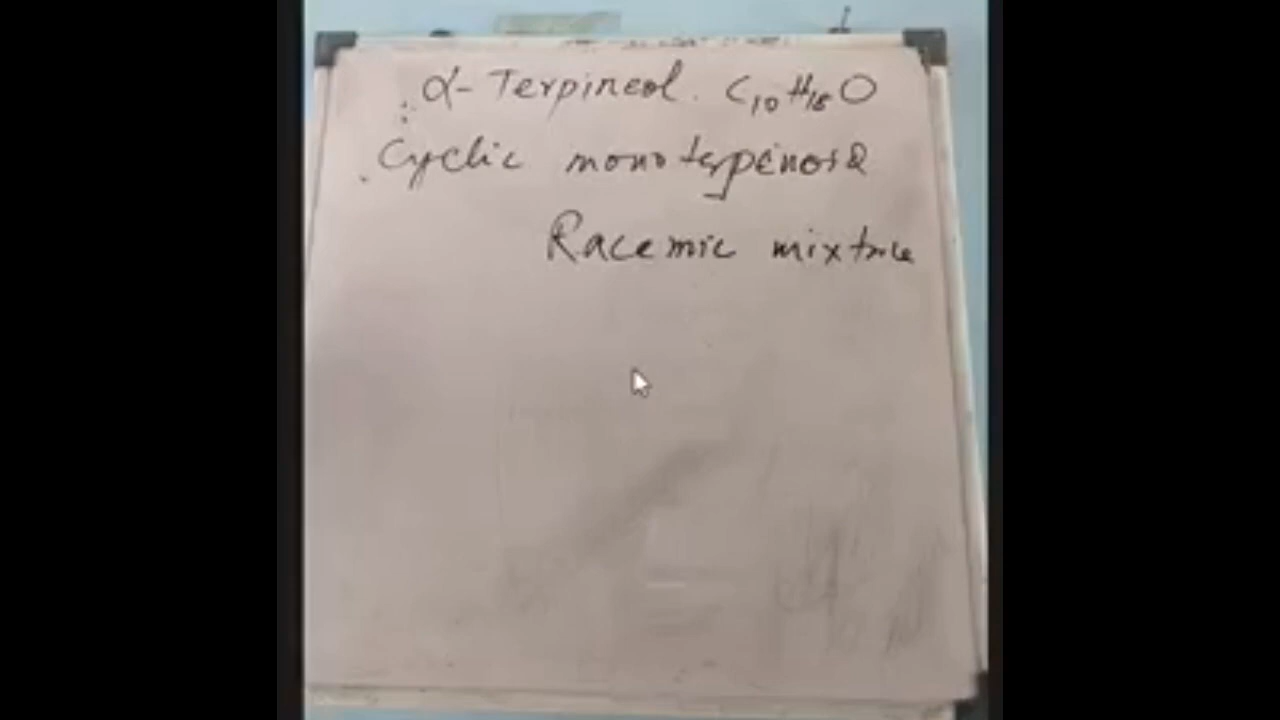 α-Terpineol. C₁₀H₁₈O
Cyclic monoterpenoid
Racemic mixture